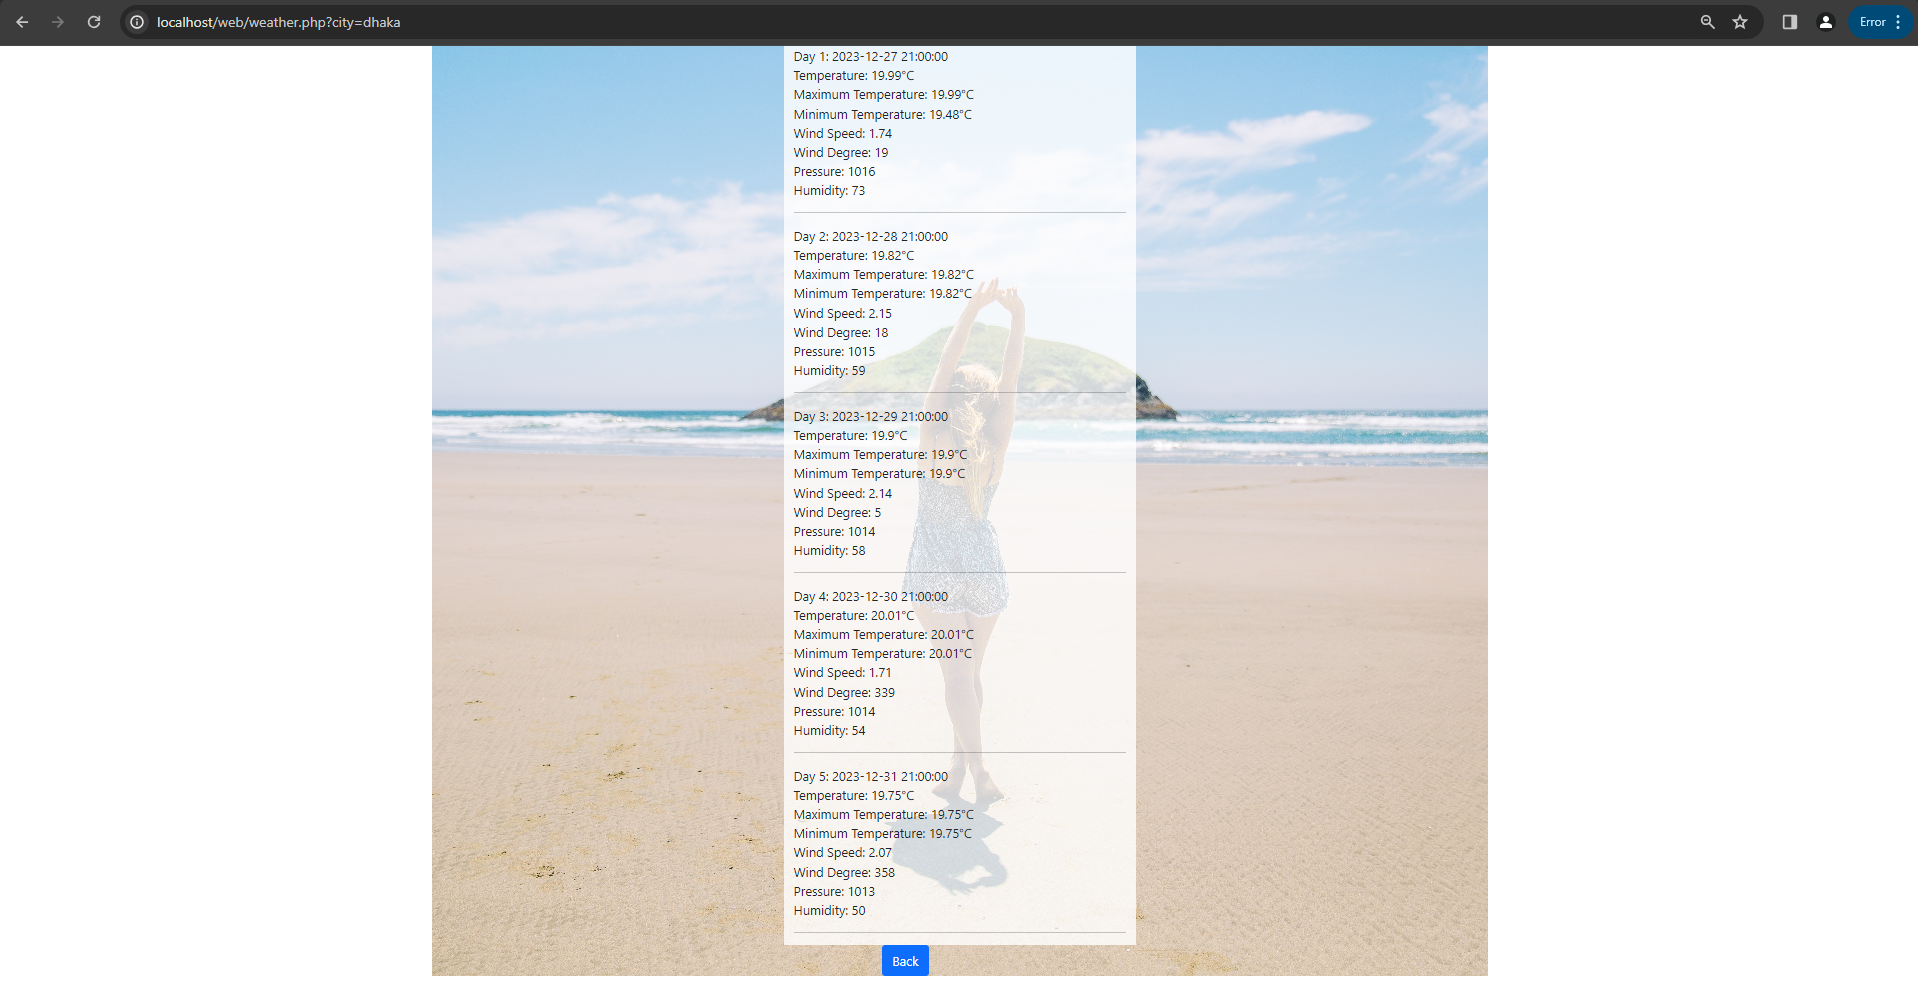 localhost/web/weather.php?city=dhaka
Error
Day 1: 2023-12-27 21:00:00
Temperature: 19.99°C
Maximum Temperature: 19.99°C
Minimum Temperature: 19.48°C
Wind Speed: 1.74
Wind Degree: 19
Pressure: 1016
Humidity: 73
Day 2: 2023-12-28 21:00:00
Temperature: 19.82°C
Maximum Temperature: 19.82°C
Minimum Temperature: 19.82°C
Wind Speed: 2.15
Wind Degree: 18
Pressure: 1015
Humidity: 59
Day 3: 2023-12-29 21:00:00
Temperature: 19.9°C
Maximum Temperature: 19.9°C
Minimum Temperature: 19.9°C
Wind Speed: 2.14
Wind Degree: 5
Pressure: 1014
Humidity: 58
Day 4: 2023-12-30 21:00:00
Temperature: 20.01°C
Maximum Temperature: 20.01°C
Minimum Temperature: 20.01°C
Wind Speed: 1.71
Wind Degree: 339
Pressure: 1014
Humidity: 54
Day 5: 2023-12-31 21:00:00
Temperature: 19.75°C
Maximum Temperature: 19.75°C
Minimum Temperature: 19.75°C
Wind Speed: 2.07
Wind Degree: 358
Pressure: 1013
Humidity: 50
Back